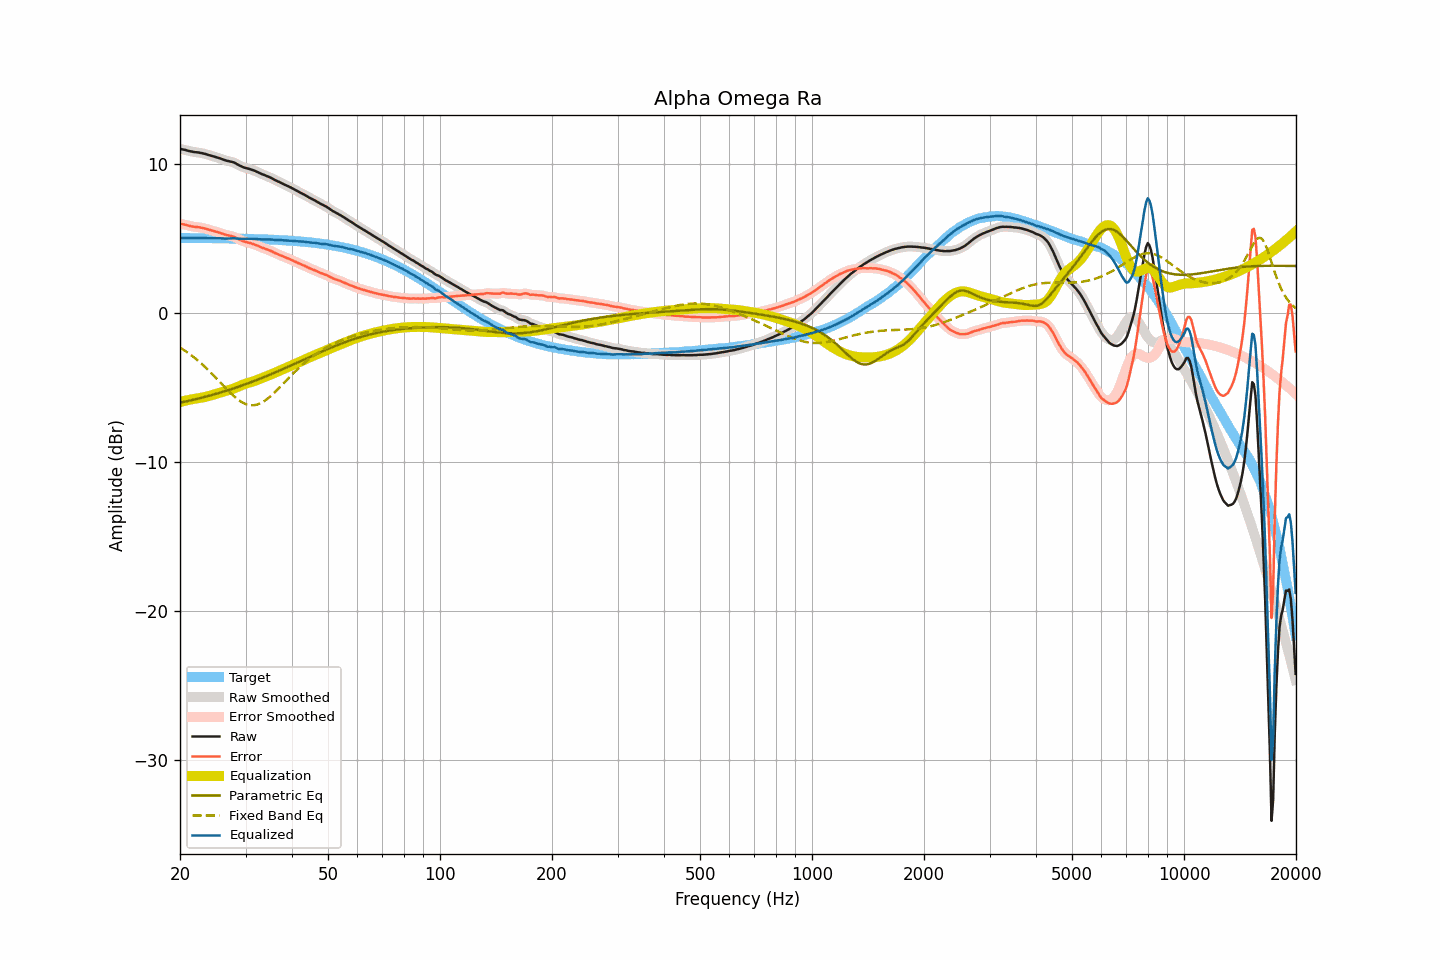 Alpha Omega Ra
Amplitude (dBr)
10
0
−10
−20
−30
Target
Raw Smoothed
Error Smoothed
Raw
Error
Equalization
Parametric Eq
Fixed Band Eq
Equalized
20 50 100 200 500 1000 2000 5000 10000 20000
Frequency (Hz)